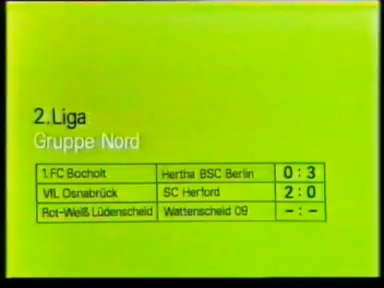 2.Liga
Gruppe Nord
1.FC Bocholt Hertha BSC Berlin 0:3
VfL Osnabrück SC Herford 2:0
Rot-Weiß Lüdenscheid Wattenscheid 09 -:-